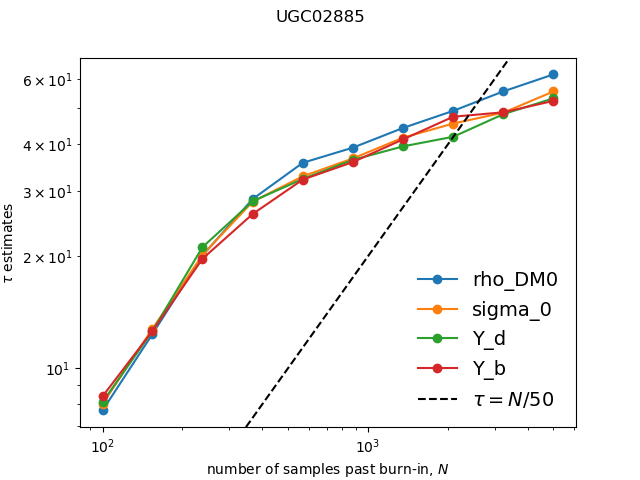 UGC02885
τ estimates
6 × 10¹
4 × 10¹
3 × 10¹
2 × 10¹
10¹
10²
10³
number of samples past burn-in, N
rho_DM0
sigma_0
Y_d
Y_b
τ = N/50